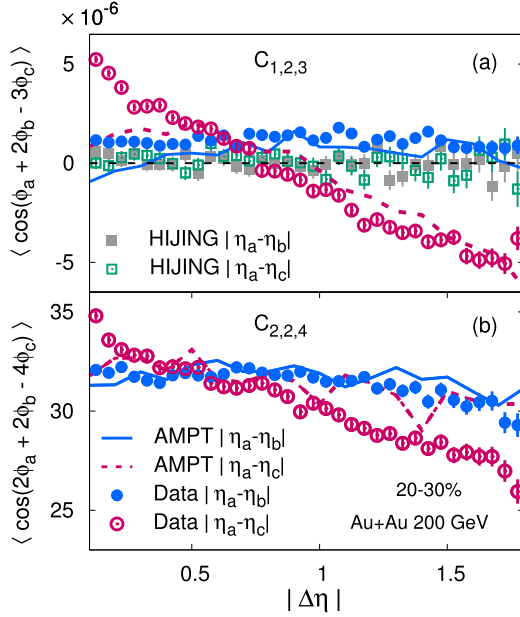 × 10⁻⁶
⟨ cos(ϕa + 2ϕb - 3ϕc) ⟩
C1,2,3
(a)
5
0
-5
HIJING | ηa-ηb|
HIJING | ηa-ηc|
⟨ cos(2ϕa + 2ϕb - 4ϕc) ⟩
C2,2,4
(b)
35
30
25
AMPT | ηa-ηb|
AMPT | ηa-ηc|
Data | ηa-ηb|
Data | ηa-ηc|
20-30%
Au+Au 200 GeV
0.5 1 1.5
| Δη |